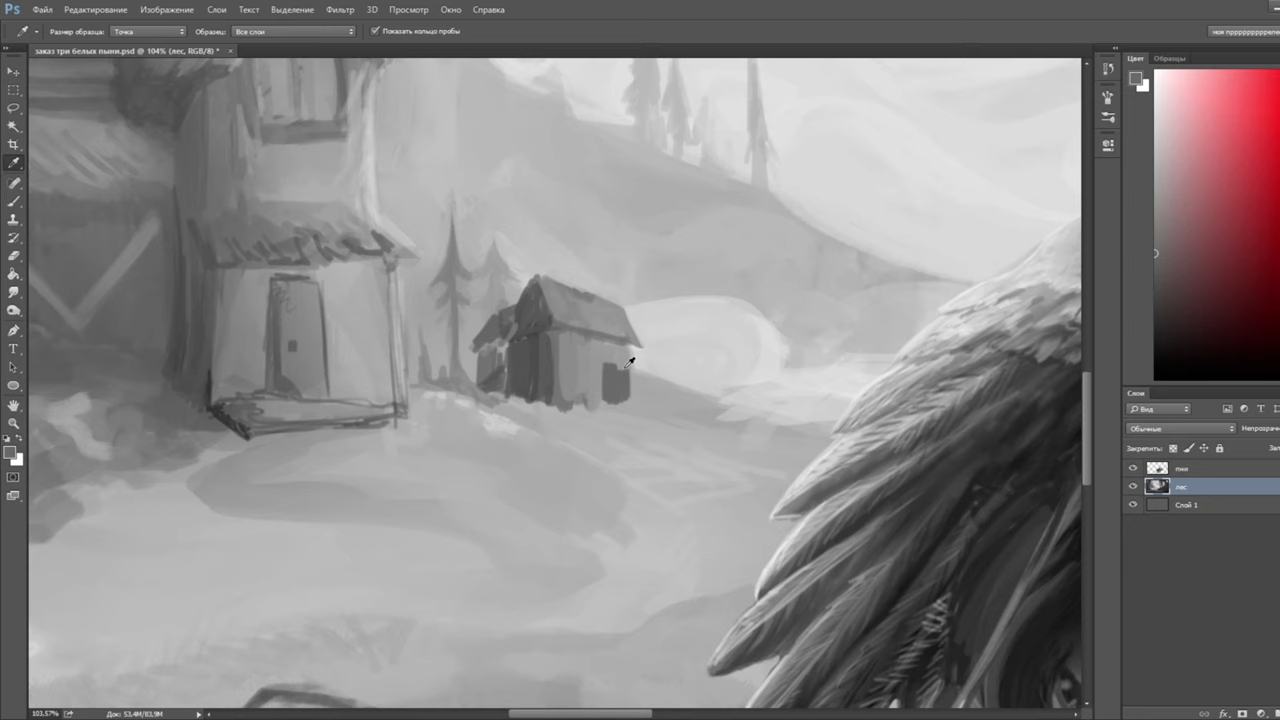 Ps Файл Редактирование Изображение Слои Текст Выделение Фильтр 3D Просмотр Окно Справка
Размер образца: Точка Образец: Все слои Показать кольцо пробы
заказ три белых пыни.psd @ 104% (лес, RGB/8) * ×
Цвет Образцы
Слои
Вид
Обычные Непрозрач
Закрепить:
пни
лес
Слой 1
103,57% Док: 53,4M/83,9M